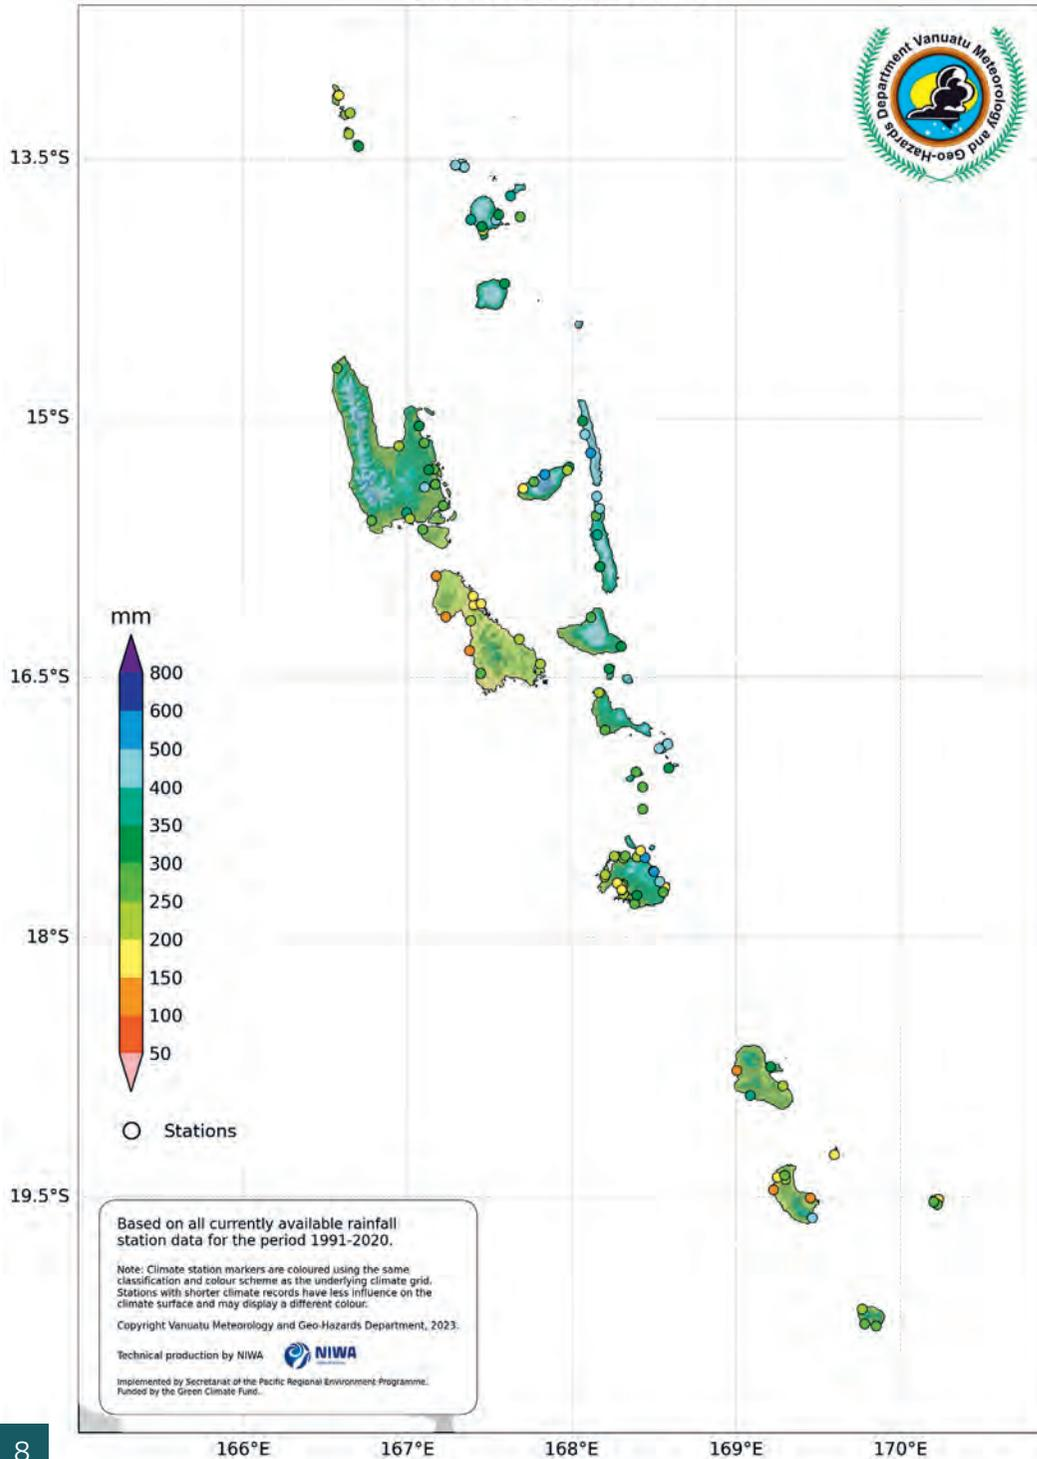 Department Vanuatu Meteorology and Geo-Hazards
13.5°S
15°S
mm
16.5°S
800
600
500
400
350
300
250
200
150
100
50
18°S
Stations
19.5°S
Based on all currently available rainfall
station data for the period 1991-2020.
Note: Climate station markers are coloured using the same
classification and colour scheme as the underlying climate grid.
Stations with shorter climate records have less influence on the
climate surface and may display a different colour.
Copyright Vanuatu Meteorology and Geo-Hazards Department, 2023.
Technical production by NIWA
NIWA
Implemented by Secretariat of the Pacific Regional Environment Programme.
Funded by the Green Climate Fund.
166°E
167°E
168°E
169°E
170°E
8